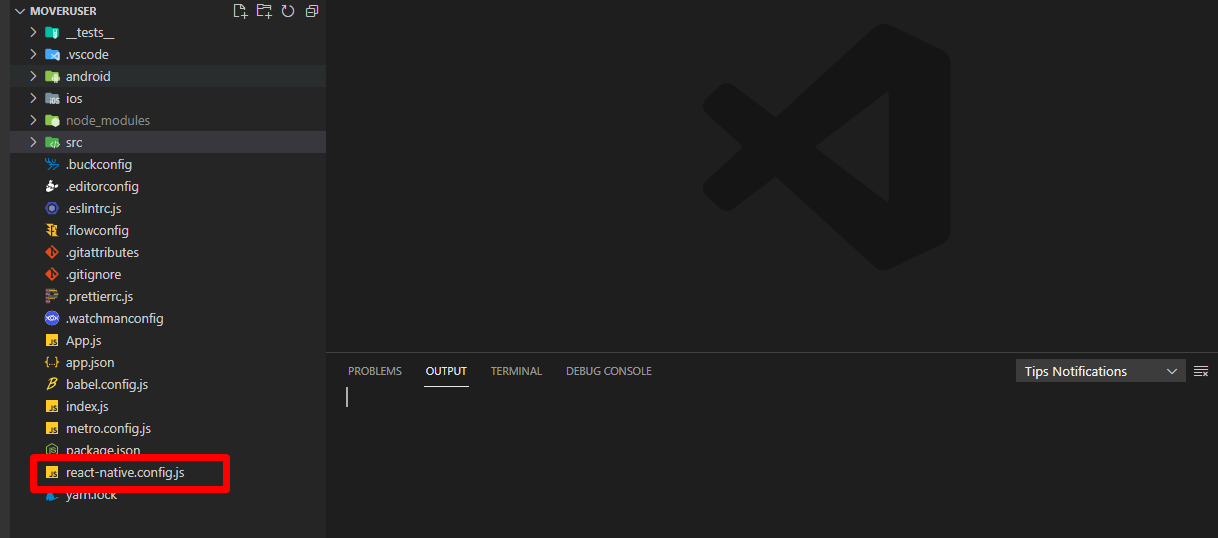 MOVERUSER
__tests__
.vscode
android
ios
node_modules
src
.buckconfig
.editorconfig
.eslintrc.js
.flowconfig
.gitattributes
.gitignore
.prettierrc.js
.watchmanconfig
App.js
app.json
babel.config.js
index.js
metro.config.js
package.json
react-native.config.js
yarn.lock
PROBLEMS OUTPUT TERMINAL DEBUG CONSOLE Tips Notifications